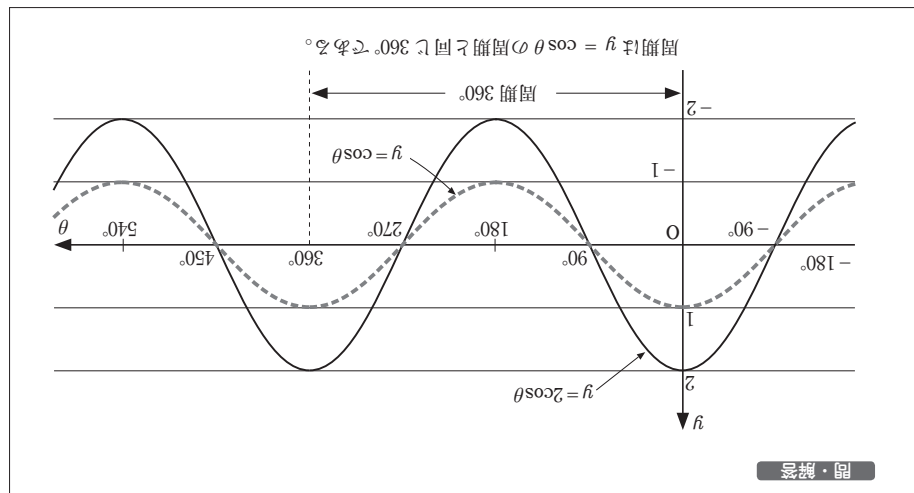 問・解答
y
2
y=2cosθ
1
-180°
-90°
O
90°
180°
270°
360°
450°
540°
θ
-1
y=cosθ
-2
周期 360°
周期は y = cos θ の周期と同じ 360° である。